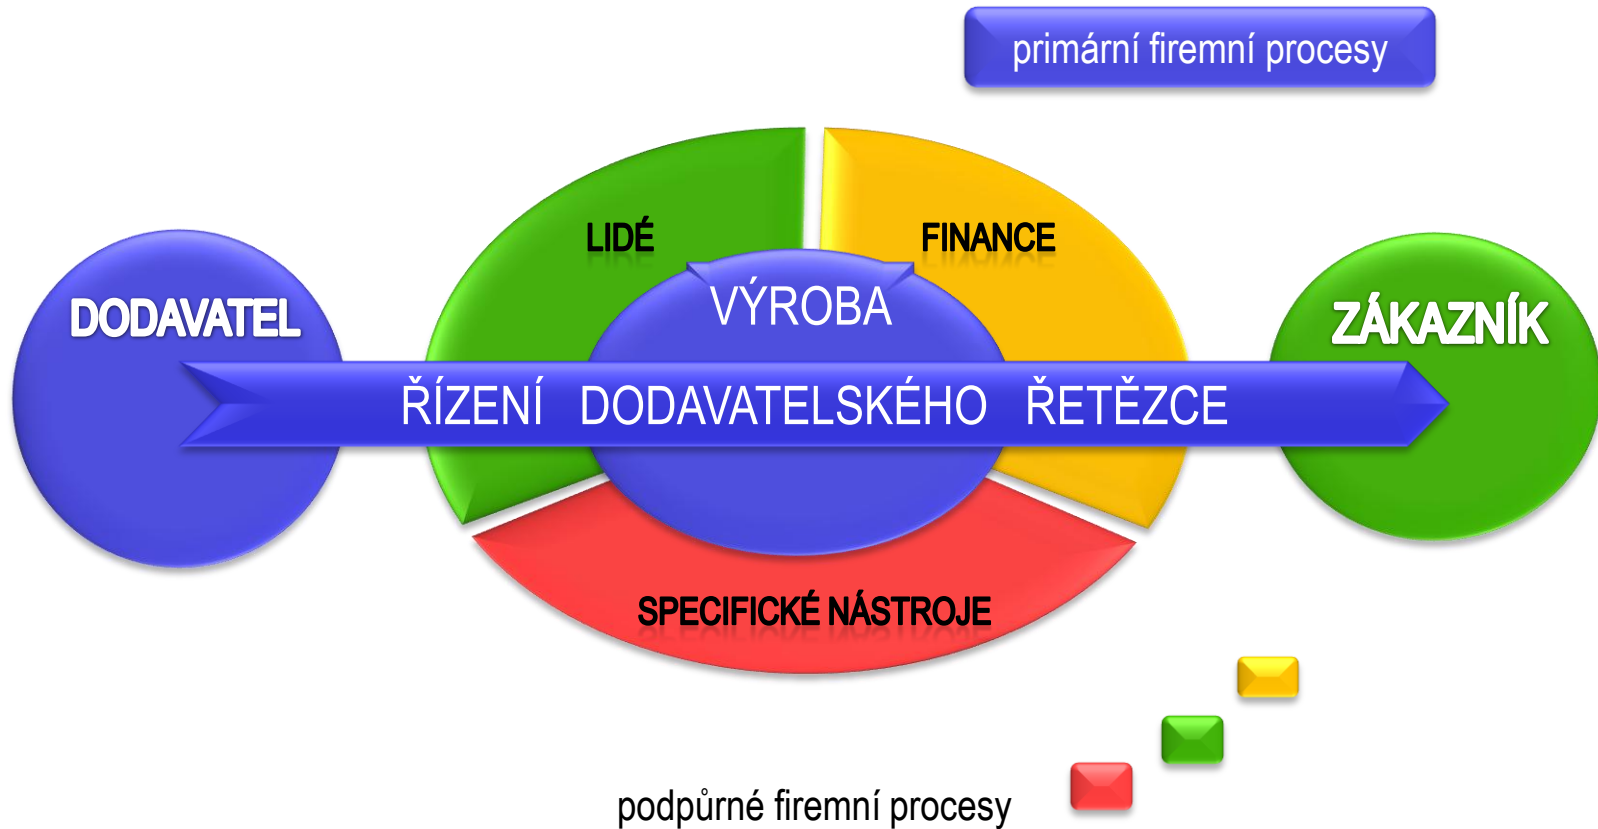 primární firemní procesy
LIDÉ
FINANCE
DODAVATEL
VÝROBA
ZÁKAZNÍK
ŘÍZENÍ DODAVATELSKÉHO ŘETĚZCE
SPECIFICKÉ NÁSTROJE
podpůrné firemní procesy